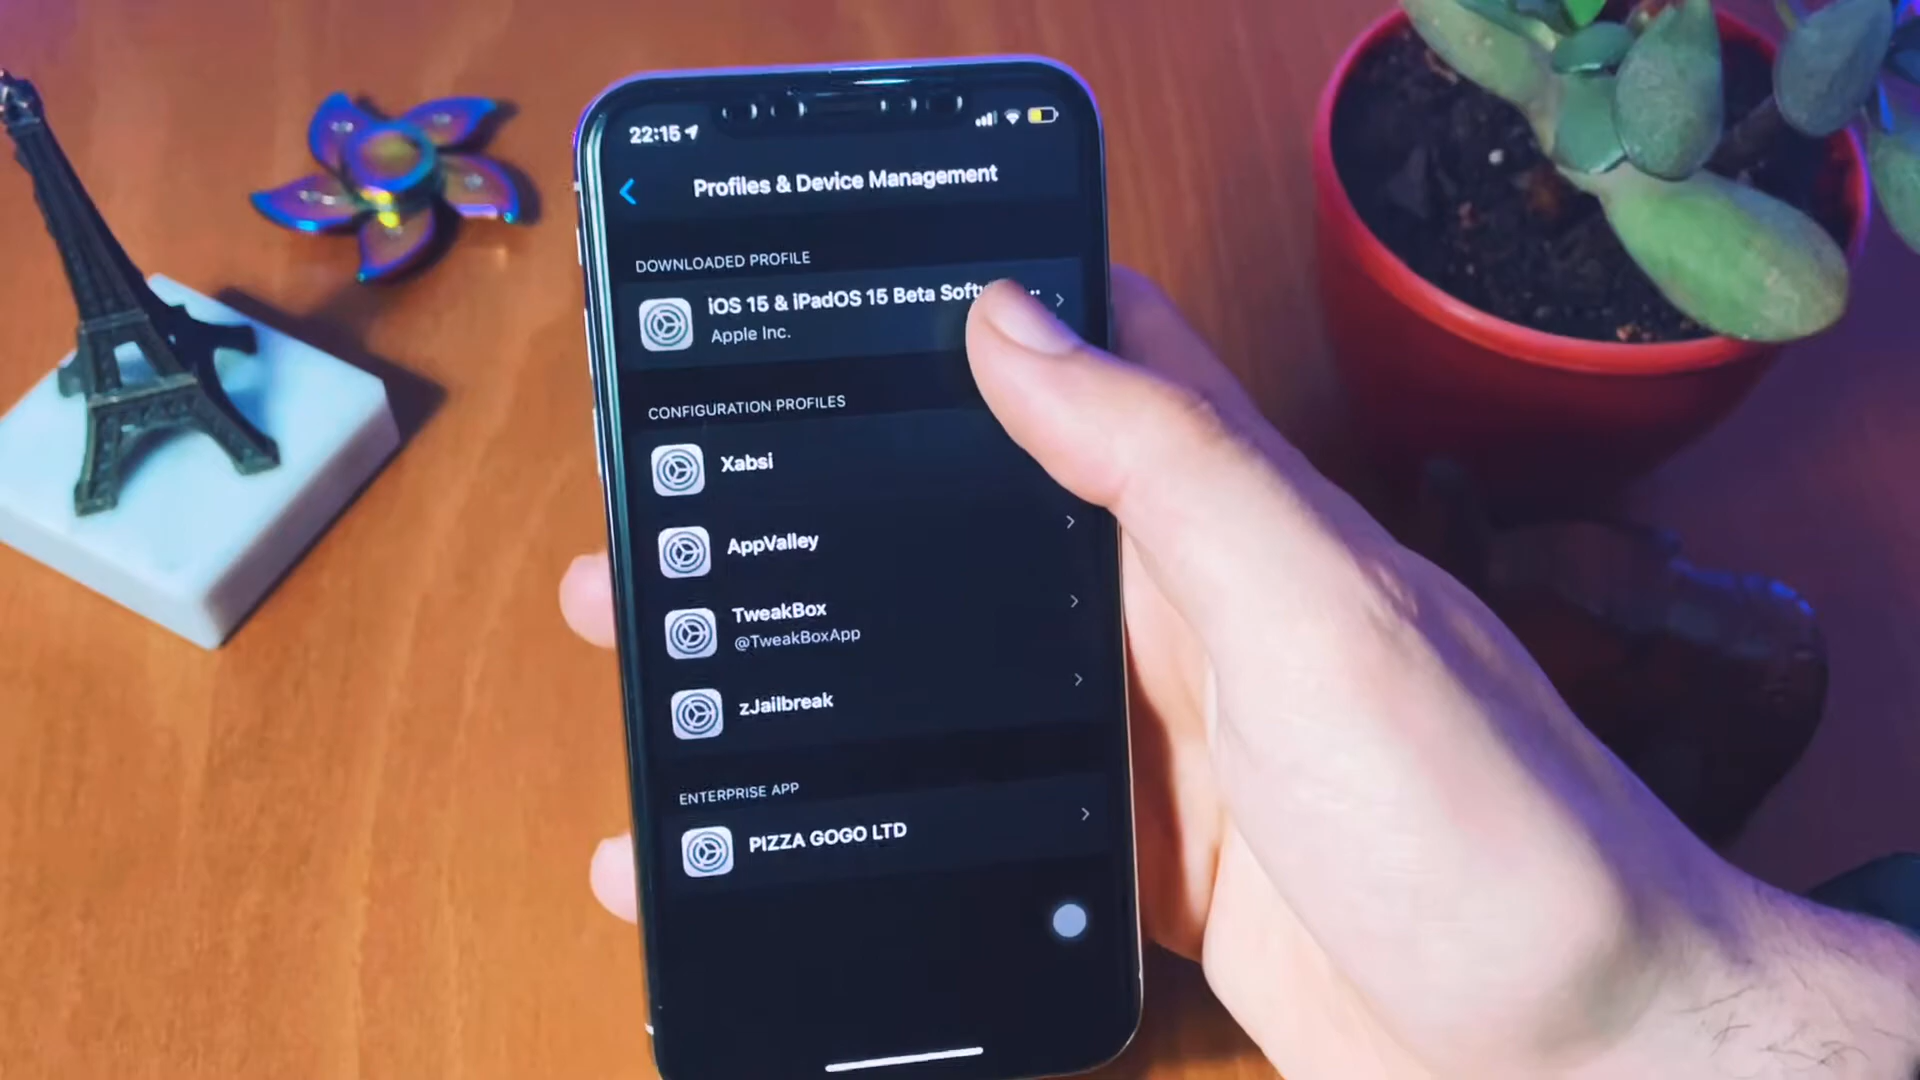 22:15
Profiles & Device Management
DOWNLOADED PROFILE
iOS 15 & iPadOS 15 Beta
Apple Inc.
CONFIGURATION PROFILES
Xabsi
AppValley
TweakBox
@TweakBoxApp
zJailbreak
ENTERPRISE APP
PIZZA GOGO LTD